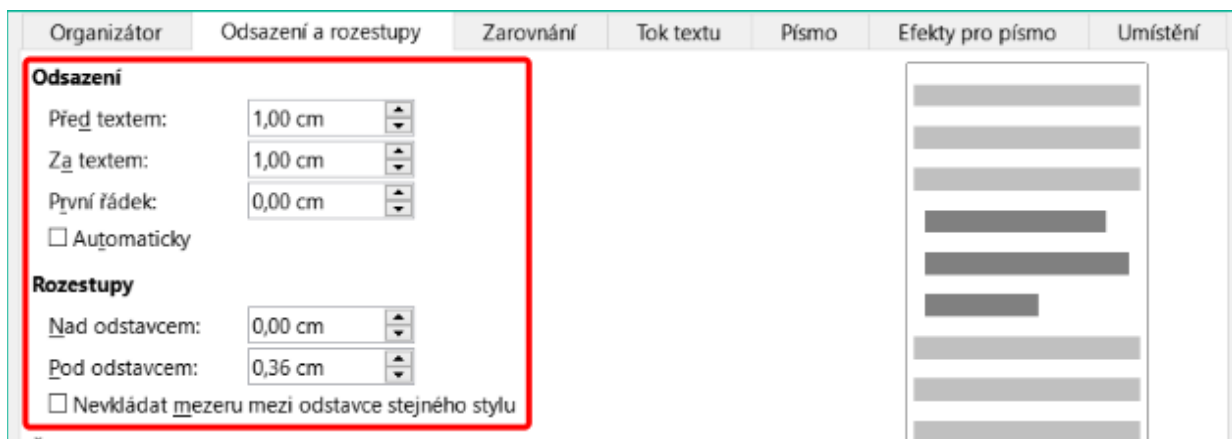 Organizátor Odsazení a rozestupy Zarovnání Tok textu Písmo Efekty pro písmo Umístění
Odsazení
Před textem: 1,00 cm
Za textem: 1,00 cm
První řádek: 0,00 cm
Automaticky
Rozestupy
Nad odstavcem: 0,00 cm
Pod odstavcem: 0,36 cm
Nevkládat mezeru mezi odstavce stejného stylu